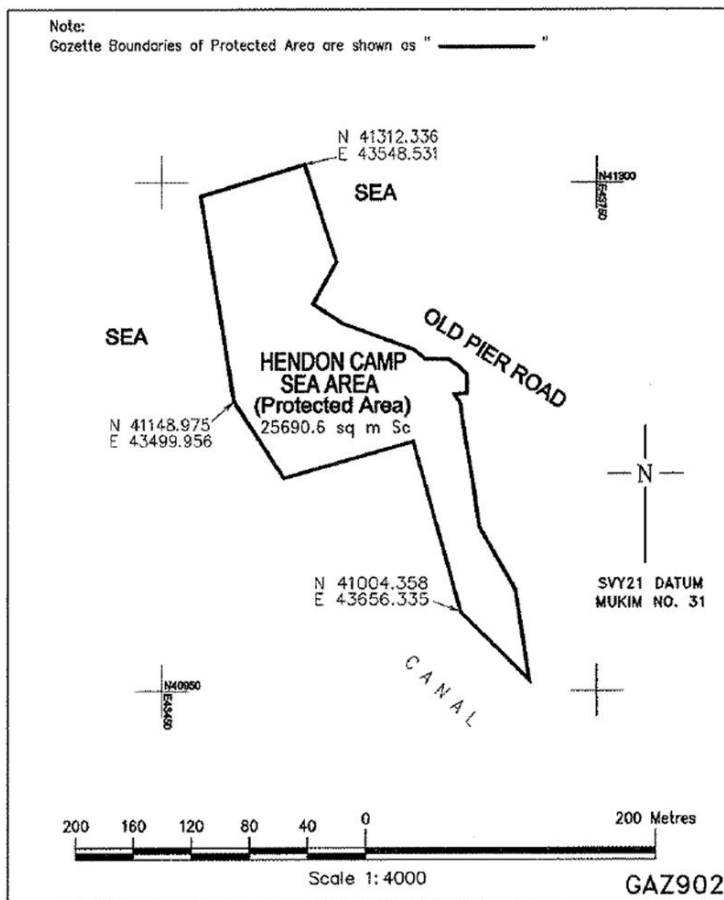 Note:
Gazette Boundaries of Protected Area are shown as " "
N 41312.336
E 43548.531
SEA
N41300
E43750
SEA
OLD PIER ROAD
HENDON CAMP
SEA AREA
(Protected Area)
25690.6 sq m Sc
N 41148.975
E 43499.956
N
N 41004.358
E 43656.335
SVY21 DATUM
MUKIM NO. 31
CANAL
N40950
E43450
200 160 120 80 40 0 200 Metres
Scale 1:4000
GAZ902